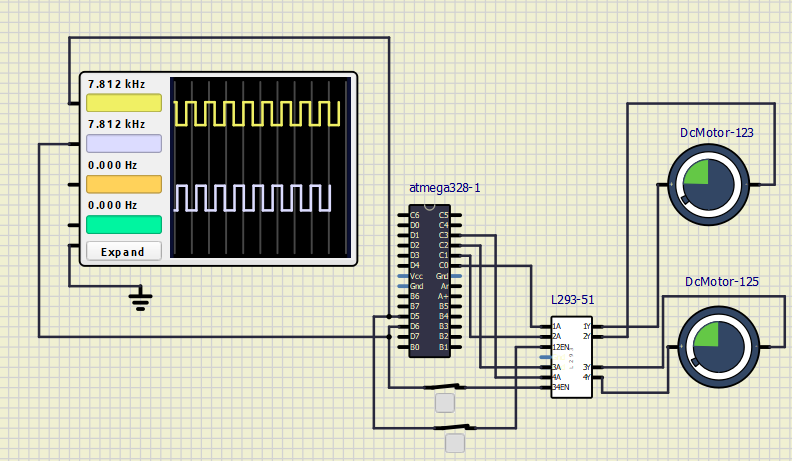 7.812 kHz
7.812 kHz
0.000 Hz
0.000 Hz
Expand
atmega328-1
C6 C5
D0 C4
D1 C3
D2 C2
D3 C1
D4 C0
Vcc Gnd
Gnd Ar
B6 A+
B7 B5
D5 B4
D6 B3
D7 B2
B0 B1
L293-51
1A 1Y
2A 2Y
12EN
L 293
3A 3Y
4A 4Y
34EN
DcMotor-123
DcMotor-125